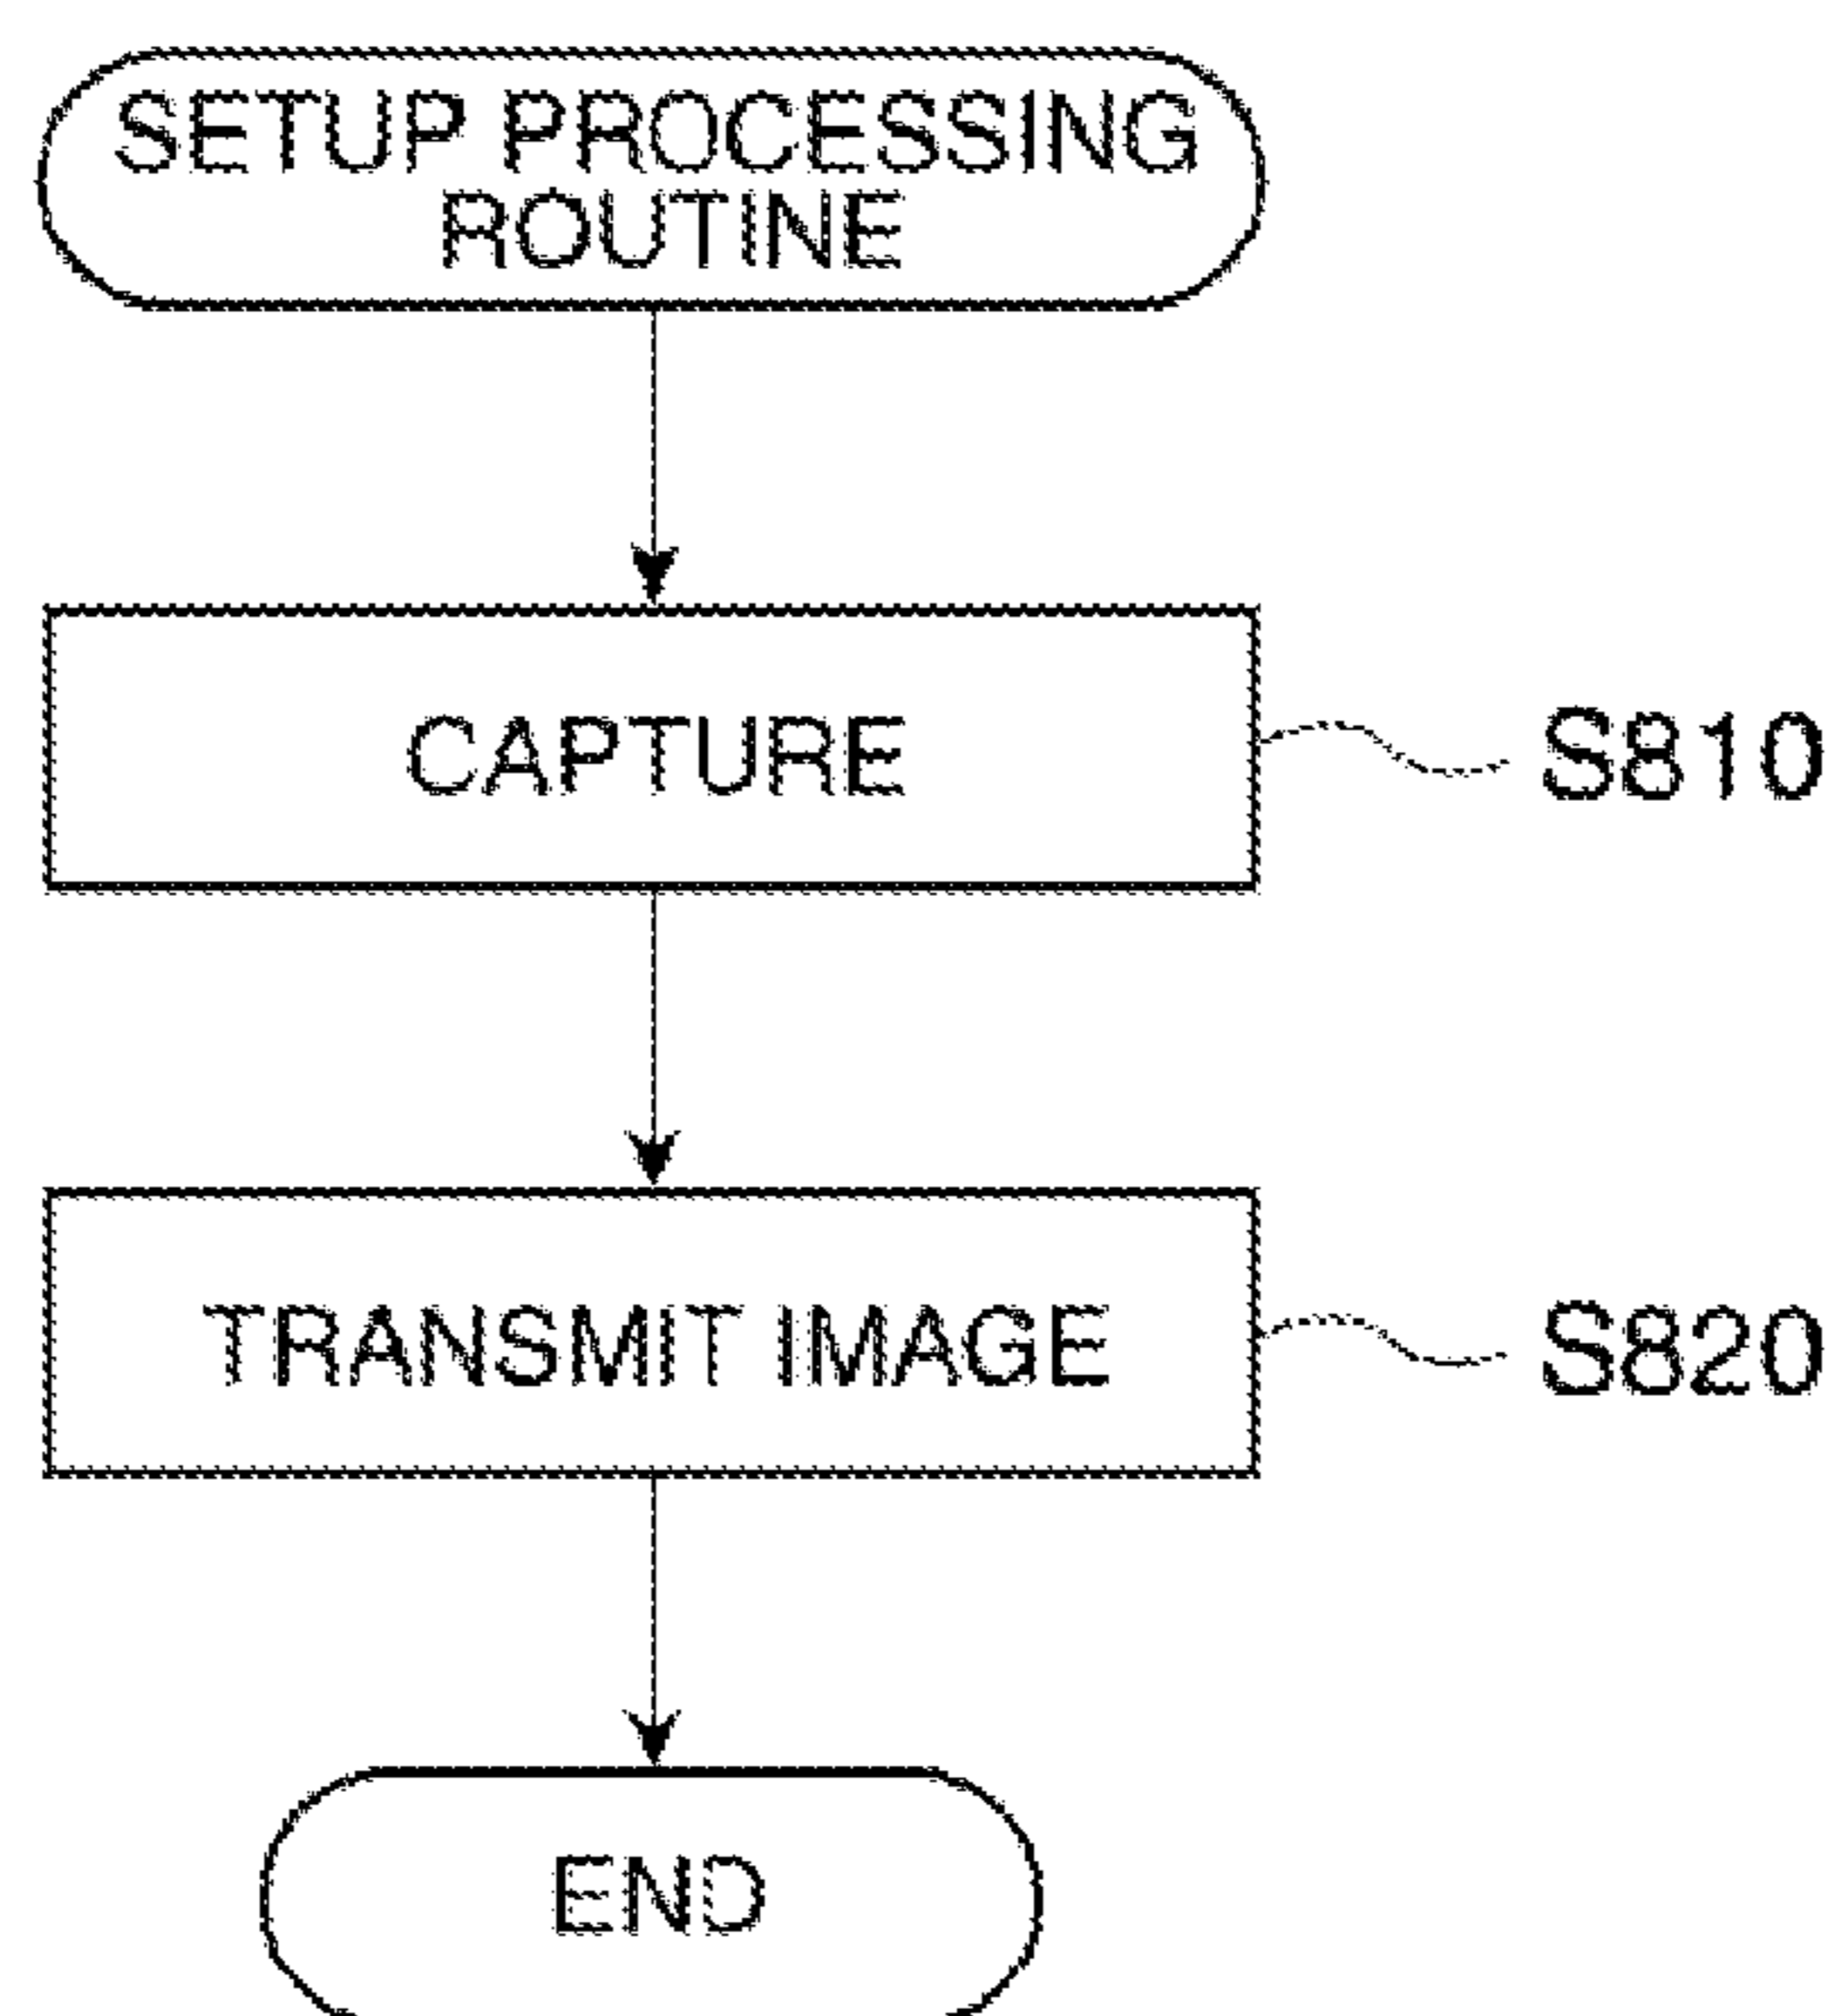 SETUP PROCESSING
ROUTINE
CAPTURE
S810
TRANSMIT IMAGE
S820
END